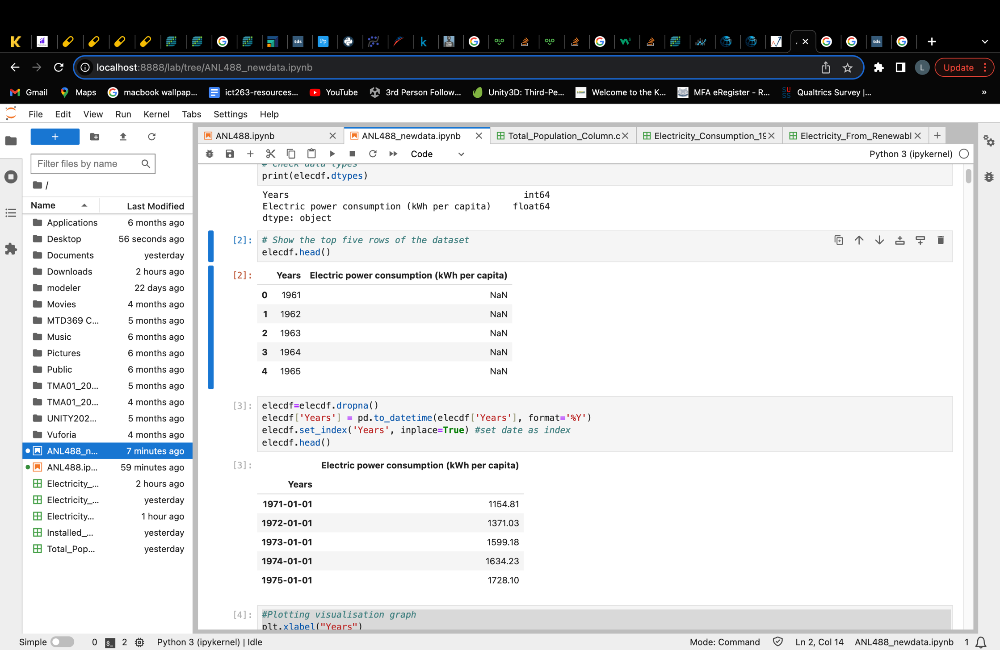 K
tds
Pp
k
tds
localhost:8888/lab/tree/ANL488_newdata.ipynb
L
Update
Gmail
Maps
macbook wallpap...
ict263-resources...
YouTube
3rd Person Follow...
Unity3D: Third-Pe...
Welcome to the K...
MFA eRegister - R...
Qualtrics Survey |...
»
File Edit View Run Kernel Tabs Settings Help
+
ANL488.ipynb
ANL488_newdata.ipynb
Total_Population_Column.c
Electricity_Consumption_19
Electricity_From_Renewabl
Code
Python 3 (ipykernel)
Filter files by name
/
Name Last Modified
Applications 6 months ago
Desktop 56 seconds ago
Documents yesterday
Downloads 2 hours ago
modeler 22 days ago
Movies 4 months ago
MTD369 C... 5 months ago
Music 6 months ago
Pictures 6 months ago
Public 6 months ago
TMA01_20... 5 months ago
TMA01_20... 4 months ago
UNITY202... 5 months ago
Vuforia 4 months ago
ANL488_n... 7 minutes ago
ANL488.ip... 59 minutes ago
Electricity_... 2 hours ago
Electricity_... yesterday
Electricity... 1 hour ago
Installed_... yesterday
Total_Pop... yesterday
# Check data types
print(elecdf.dtypes)
Years int64
Electric power consumption (kWh per capita) float64
dtype: object
[2]: # Show the top five rows of the dataset
elecdf.head()
[2]: Years Electric power consumption (kWh per capita)
0 1961 NaN
1 1962 NaN
2 1963 NaN
3 1964 NaN
4 1965 NaN
[3]: elecdf=elecdf.dropna()
elecdf['Years'] = pd.to_datetime(elecdf['Years'], format='%Y')
elecdf.set_index('Years', inplace=True) #set date as index
elecdf.head()
[3]: Electric power consumption (kWh per capita)
Years
1971-01-01 1154.81
1972-01-01 1371.03
1973-01-01 1599.18
1974-01-01 1634.23
1975-01-01 1728.10
[4]: #Plotting visualisation graph
plt.xlabel("Years")
Simple 0 $_ 2 Python 3 (ipykernel) | Idle
Mode: Command Ln 2, Col 14 ANL488_newdata.ipynb 1